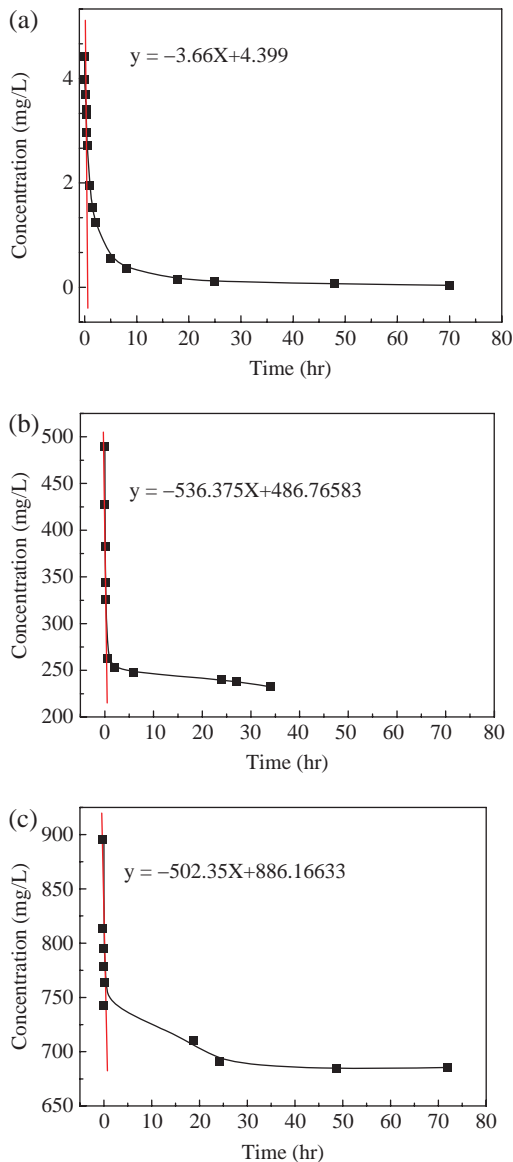 (a)
y = −3.66X+4.399
Concentration (mg/L)
4
2
0
0 10 20 30 40 50 60 70 80
Time (hr)
(b)
y = −536.375X+486.76583
Concentration (mg/L)
500
450
400
350
300
250
200
0 10 20 30 40 50 60 70 80
Time (hr)
(c)
y = −502.35X+886.16633
Concentration (mg/L)
900
850
800
750
700
650
0 10 20 30 40 50 60 70 80
Time (hr)